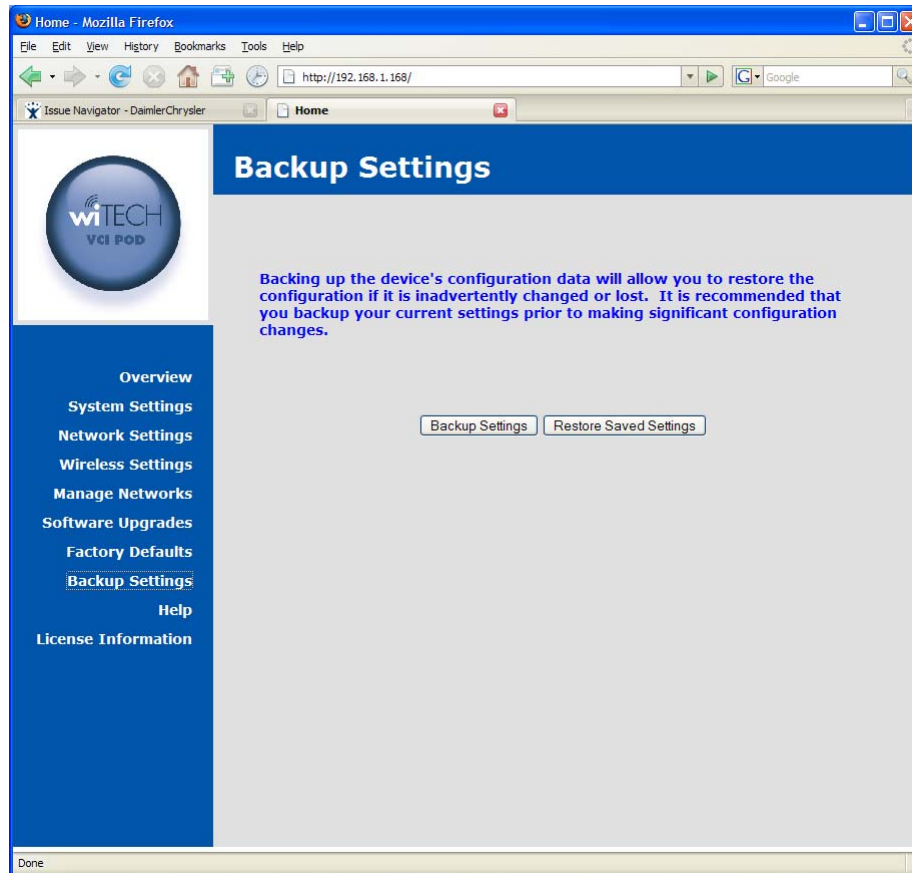 Home - Mozilla Firefox
File Edit View History Bookmarks Tools Help
http://192.168.1.168/
G Google
Issue Navigator - DaimlerChrysler
Home
wiTECH
VCI POD
Backup Settings
Backing up the device's configuration data will allow you to restore the
configuration if it is inadvertently changed or lost. It is recommended that
you backup your current settings prior to making significant configuration
changes.
Backup Settings Restore Saved Settings
Overview
System Settings
Network Settings
Wireless Settings
Manage Networks
Software Upgrades
Factory Defaults
Backup Settings
Help
License Information
Done